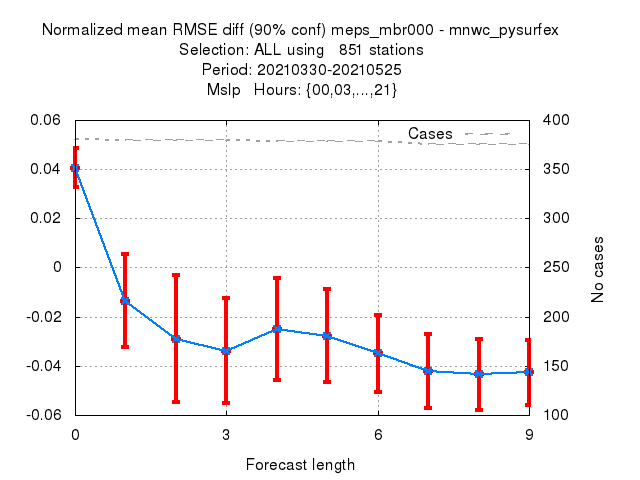 Normalized mean RMSE diff (90% conf) meps_mbr000 - mnwc_pysurfex
Selection: ALL using   851 stations
Period: 20210330-20210525
Mslp   Hours: {00,03,...,21}
Cases
0.06
0.04
0.02
0
-0.02
-0.04
-0.06
400
350
300
250
200
150
100
No cases
0
3
6
9
Forecast length